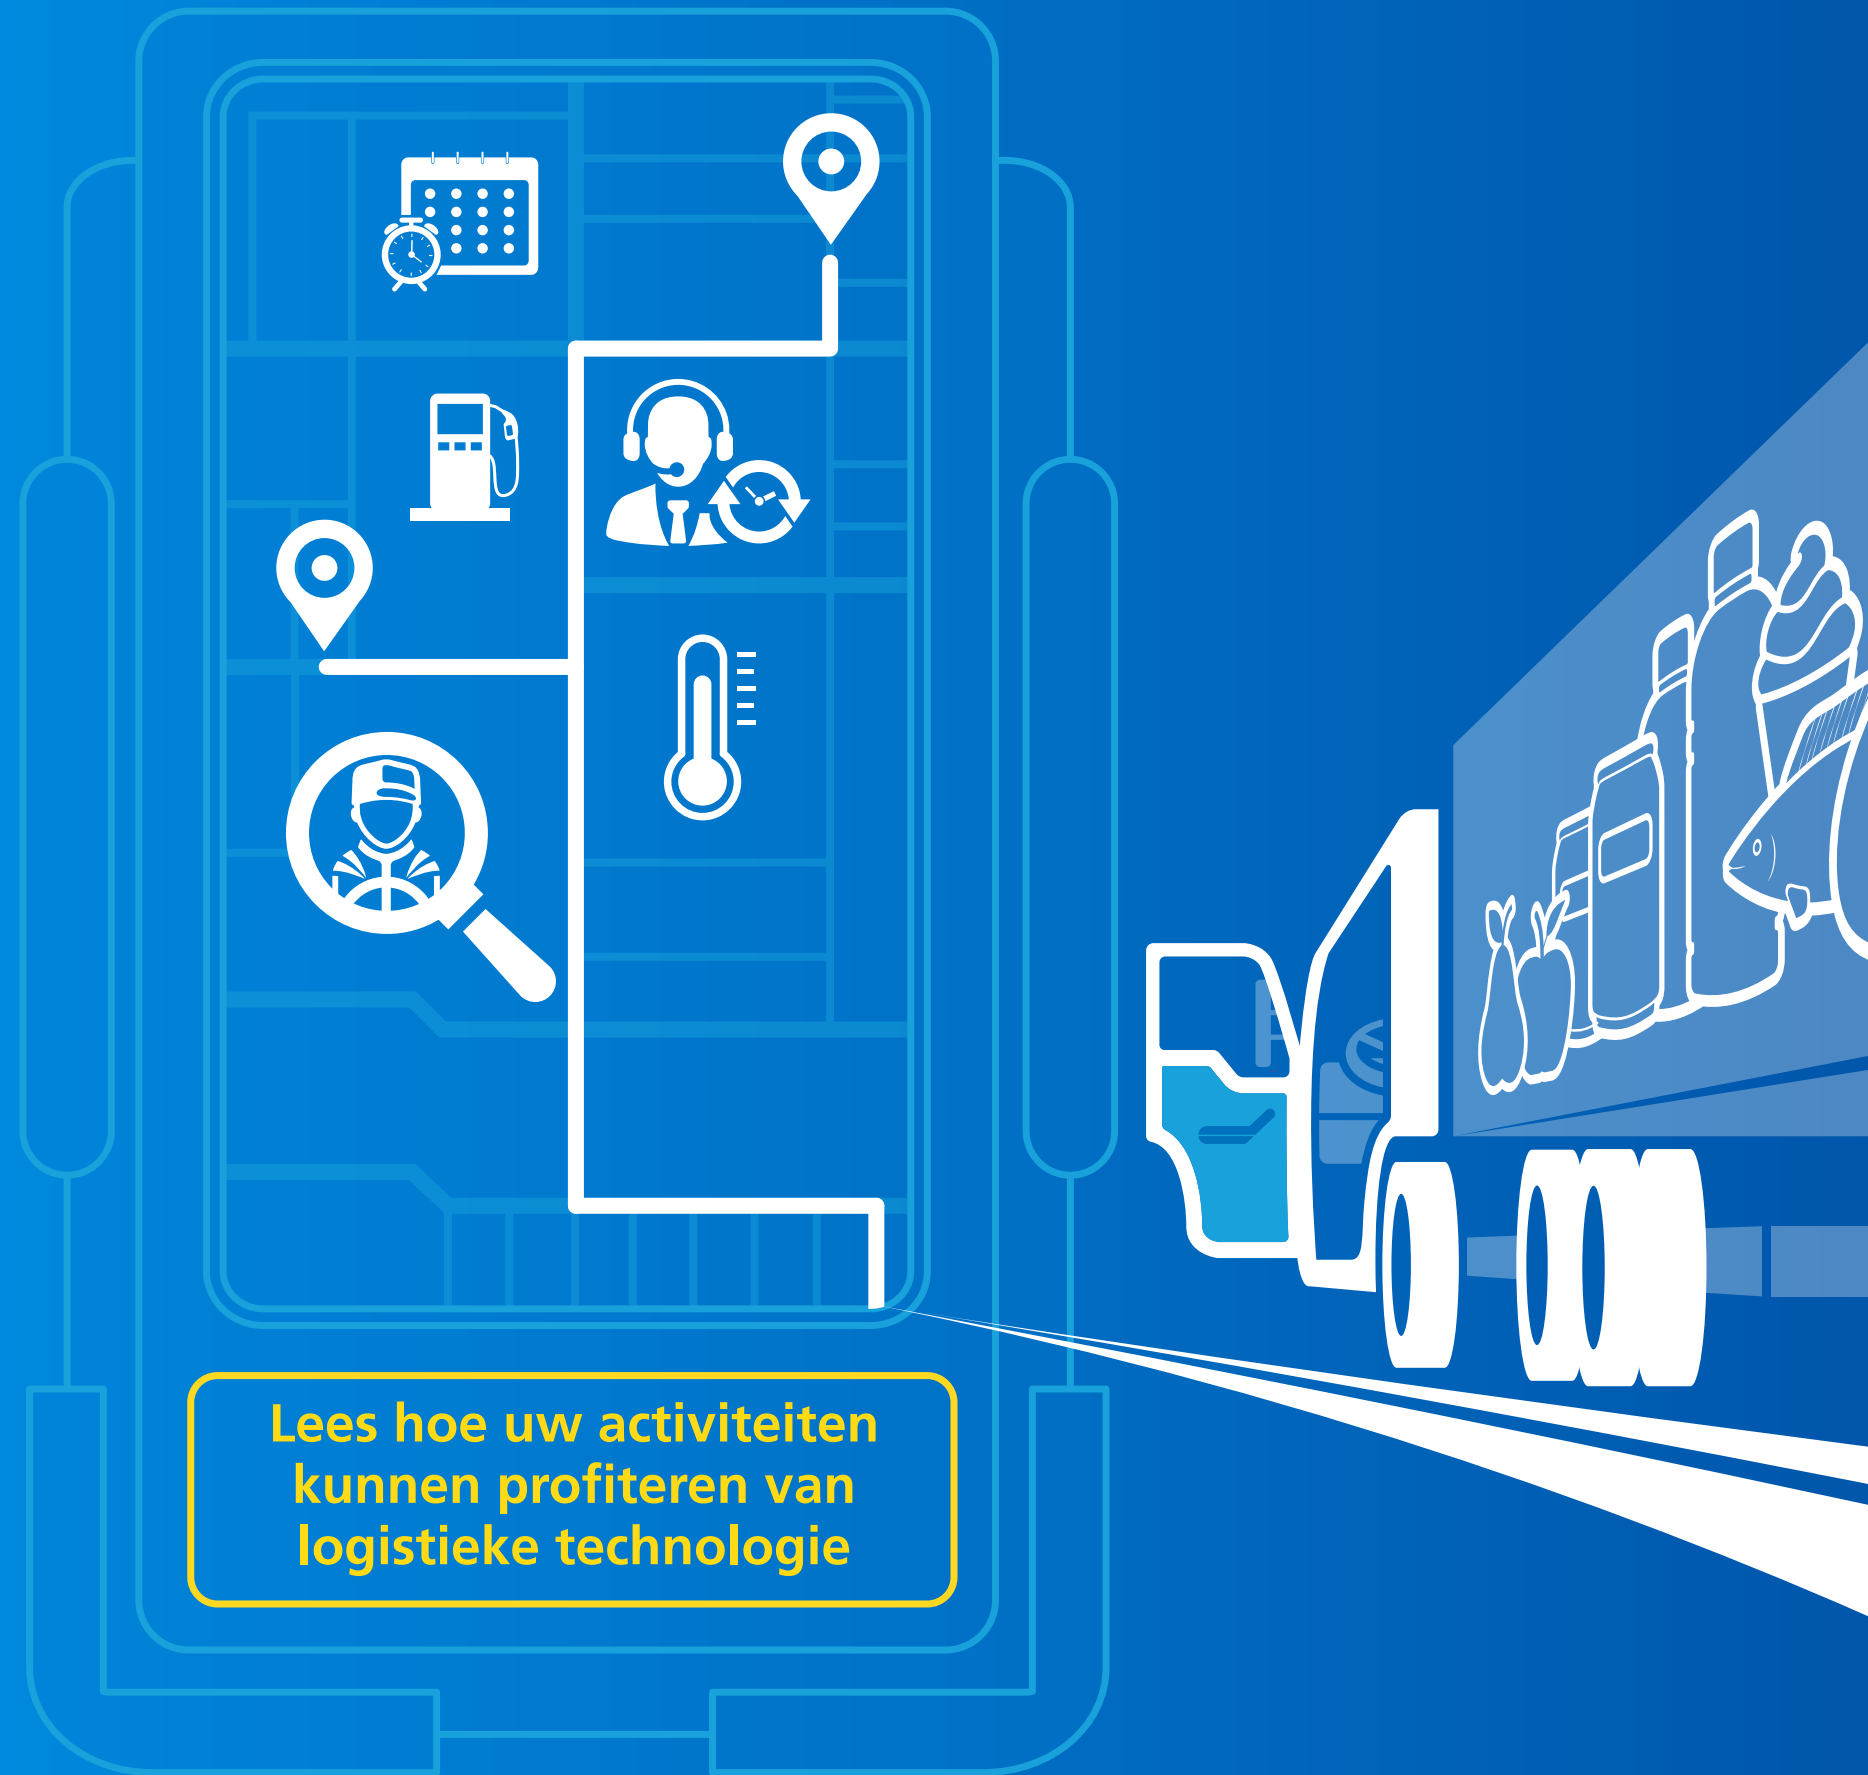 Lees hoe uw activiteiten
kunnen profiteren van
logistieke technologie